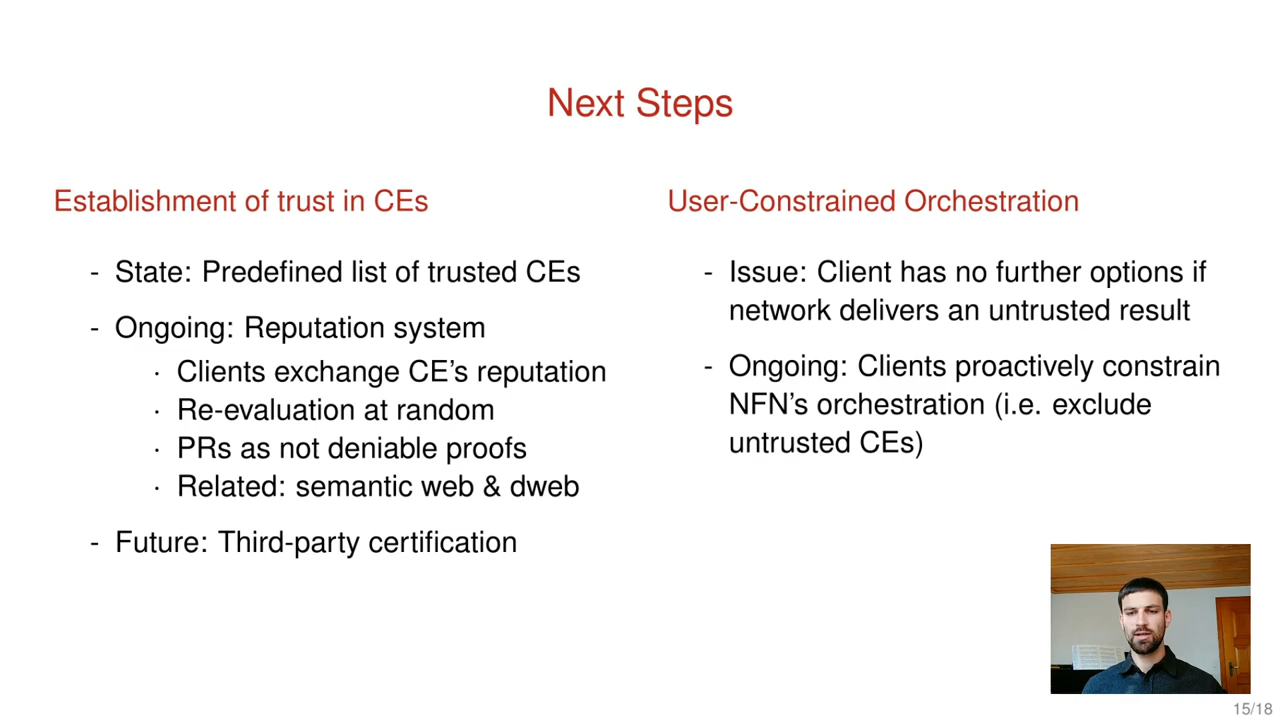 Next Steps
Establishment of trust in CEs
- State: Predefined list of trusted CEs
- Ongoing: Reputation system
· Clients exchange CE's reputation
· Re-evaluation at random
· PRs as not deniable proofs
· Related: semantic web & dweb
- Future: Third-party certification
User-Constrained Orchestration
- Issue: Client has no further options if
network delivers an untrusted result
- Ongoing: Clients proactively constrain
NFN's orchestration (i.e. exclude
untrusted CEs)
15/18